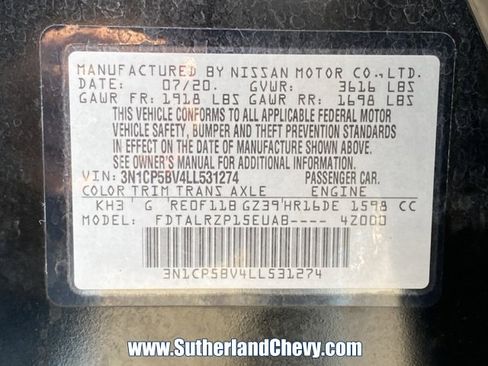 MANUFACTURED BY NISSAN MOTOR CO., LTD.
DATE: 07/20. GVWR: 3616 LBS
GAWR FR: 1918 LBS GAWR RR: 1698 LBS
THIS VEHICLE CONFORMS TO ALL APPLICABLE FEDERAL MOTOR
VEHICLE SAFETY, BUMPER AND THEFT PREVENTION STANDARDS
IN EFFECT ON THE DATE OF MANUFACTURE SHOWN ABOVE.
SEE OWNER'S MANUAL FOR ADDITIONAL INFORMATION.
VIN: 3N1CP5BV4LL531274 PASSENGER CAR.
COLOR TRIM TRANS AXLE ENGINE
KH3 G RE0F11B GZ39 HR16DE 1598 CC
MODEL: FDTALRZP15EUAB---- 4Z000
3N1CP5BV4LL531274
www.SutherlandChevy.com